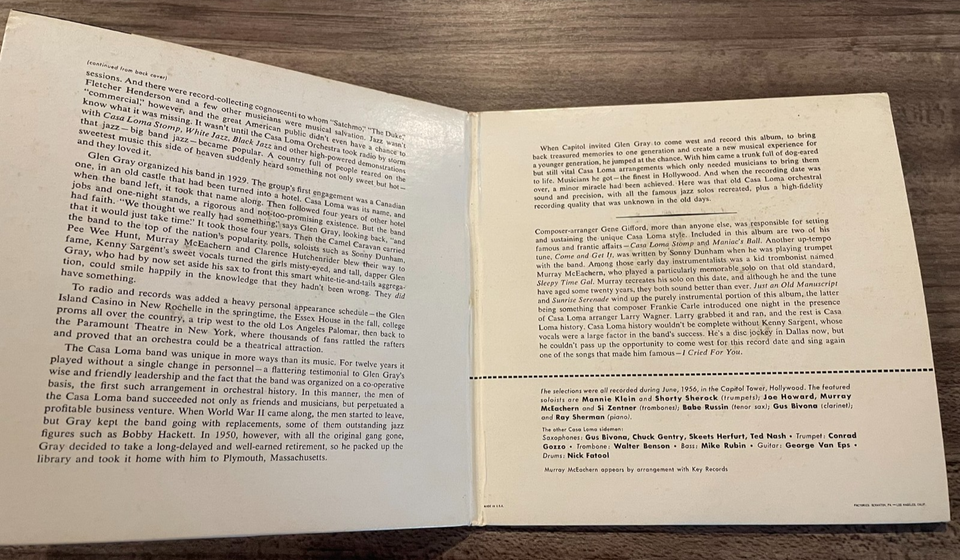 (continued from back cover)
sessions. And there were record-collecting cognoscenti to whom "Satchmo," "The Duke,"
Fletcher Henderson and a few other musicians were musical salvation. Jazz wasn't
"commercial," however, and the great American public didn't even have a chance to
know what it was missing. It wasn't until the Casa Loma Orchestra took radio by storm
with Casa Loma Stomp, White Jazz, Black Jazz and other high-powered demonstrations
that jazz—big band jazz—became popular. A country full of people reared on the
sweetest music this side of heaven suddenly heard something not only sweet but hot—
and they loved it.
Glen Gray organized his band in 1929. The group's first engagement was a Canadian
one, in an old castle that had been turned into a hotel. Casa Loma was its name, and
when the band left, it took that name along. Then followed four years of other hotel
jobs and one-night stands, a rigorous and not-too-promising existence. But the band
had faith. "We thought we really had something," says Glen Gray, looking back, "and
that it would just take time." It took those four years. Then the Camel Caravan carried
the band to the top of the nation's popularity polls, soloists such as Sonny Dunham,
Pee Wee Hunt, Murray McEachern and Clarence Hutchenrider blew their way to
fame, Kenny Sargent's sweet vocals turned the girls misty-eyed, and tall, dapper Glen
Gray, who had by now set aside his sax to front this smart white-tie-and-tails aggrega-
tion, could smile happily in the knowledge that they hadn't been wrong. They did
have something.
To radio and records was added a heavy personal appearance schedule—the Glen
Island Casino in New Rochelle in the springtime, the Essex House in the fall, college
proms all over the country, a trip west to the old Los Angeles Palomar, then back to
the Paramount Theatre in New York, where thousands of fans rattled the rafters
and proved that an orchestra could be a theatrical attraction.
The Casa Loma band was unique in more ways than its music. For twelve years it
played without a single change in personnel—a flattering testimonial to Glen Gray's
wise and friendly leadership and the fact that the band was organized on a co-operative
basis, the first such arrangement in orchestral history. In this manner, the men of
the Casa Loma band succeeded not only as friends and musicians, but perpetuated a
profitable business venture. When World War II came along, the men started to leave,
but Gray kept the band going with replacements, some of them outstanding jazz
figures such as Bobby Hackett. In 1950, however, with all the original gang gone,
Gray decided to take a long-delayed and well-earned retirement, so he packed up the
library and took it home with him to Plymouth, Massachusetts.
When Capitol invited Glen Gray to come west and record this album, to bring
back treasured memories to one generation and create a new musical experience for
a younger generation, he jumped at the chance. With him came a trunk full of dog-eared
but still vital Casa Loma arrangements which only needed musicians to bring them
to life. Musicians he got—the finest in Hollywood. And when the recording date was
over, a minor miracle had been achieved. Here was that old Casa Loma orchestral
sound and precision, with all the famous jazz solos recreated, plus a high-fidelity
recording quality that was unknown in the old days.
Composer-arranger Gene Gifford, more than anyone else, was responsible for setting
and sustaining the unique Casa Loma style. Included in this album are two of his
famous and frantic affairs—Casa Loma Stomp and Maniac's Ball. Another up-tempo
tune, Come and Get It, was written by Sonny Dunham when he was playing trumpet
with the band. Among those early day instrumentalists was a kid trombonist named
Murray McEachern, who played a particularly memorable solo on that old standard,
Sleepy Time Gal. Murray recreates his solo on this date, and although he and the tune
have aged some twenty years, they both sound better than ever. Just an Old Manuscript
and Sunrise Serenade wind up the purely instrumental portion of this album, the latter
being something that composer Frankie Carle introduced one night in the presence
of Casa Loma arranger Larry Wagner. Larry grabbed it and ran, and the rest is Casa
Loma history. Casa Loma history wouldn't be complete without Kenny Sargent, whose
vocals were a large factor in the band's success. He's a disc jockey in Dallas now, but
he couldn't pass up the opportunity to come west for this record date and sing again
one of the songs that made him famous—I Cried For You.
The selections were all recorded during June, 1956, in the Capitol Tower, Hollywood. The featured
soloists are Mannie Klein and Shorty Sherock (trumpets); Joe Howard, Murray
McEachern and Si Zentner (trombones); Babe Russin (tenor sax); Gus Bivona (clarinet);
and Ray Sherman (piano).
The other Casa Loma sidemen:
Saxophones: Gus Bivona, Chuck Gentry, Skeets Herfurt, Ted Nash • Trumpet: Conrad
Gozzo • Trombone: Walter Benson • Bass: Mike Rubin • Guitar: George Van Eps •
Drums: Nick Fatool
Murray McEachern appears by arrangement with Key Records
MADE IN U.S.A.
FACTORIES: SCRANTON, PA.—LOS ANGELES, CALIF.